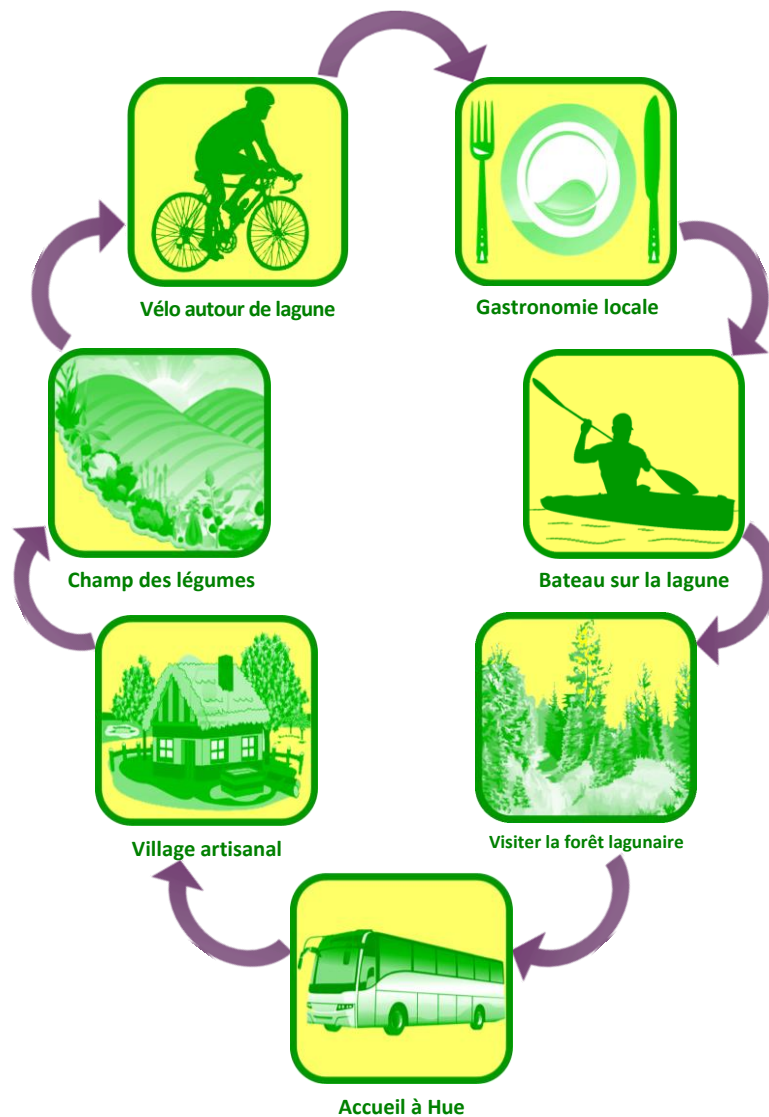 Vélo autour de lagune
Gastronomie locale
Champ des légumes
Bateau sur la lagune
Village artisanal
Visiter la forêt lagunaire
Accueil à Hue